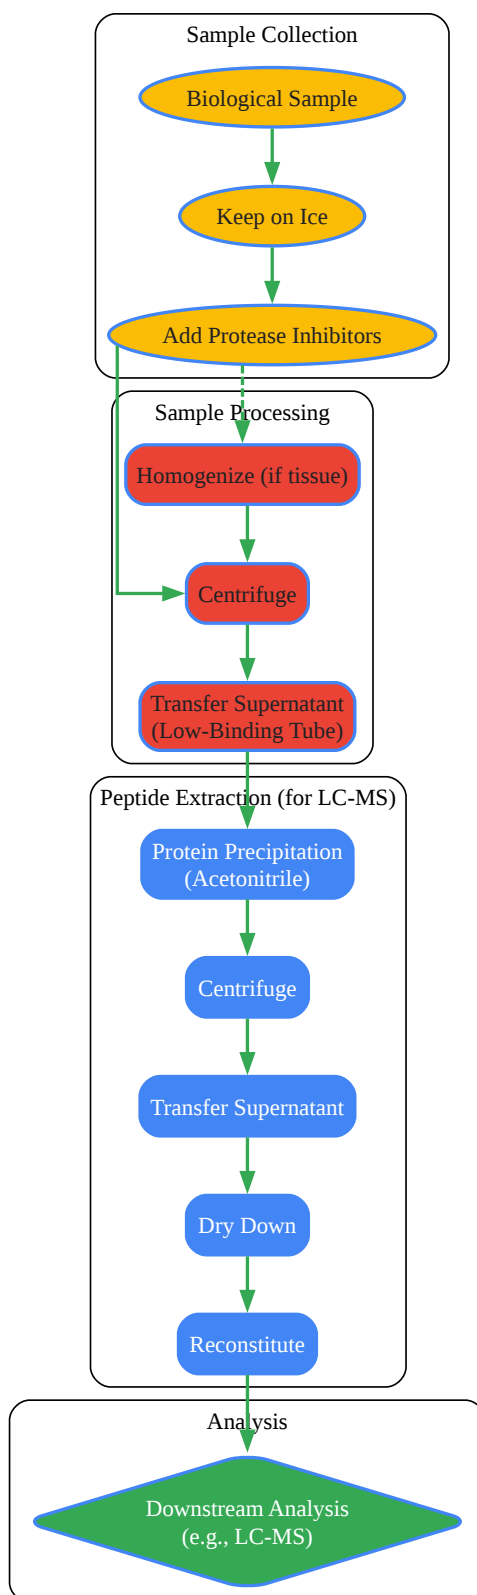 Sample Collection
Biological Sample
Keep on Ice
Add Protease Inhibitors
Sample Processing
Homogenize (if tissue)
Centrifuge
Transfer Supernatant
(Low-Binding Tube)
Peptide Extraction (for LC-MS)
Protein Precipitation
(Acetonitrile)
Centrifuge
Transfer Supernatant
Dry Down
Reconstitute
Analysis
Downstream Analysis
(e.g., LC-MS)